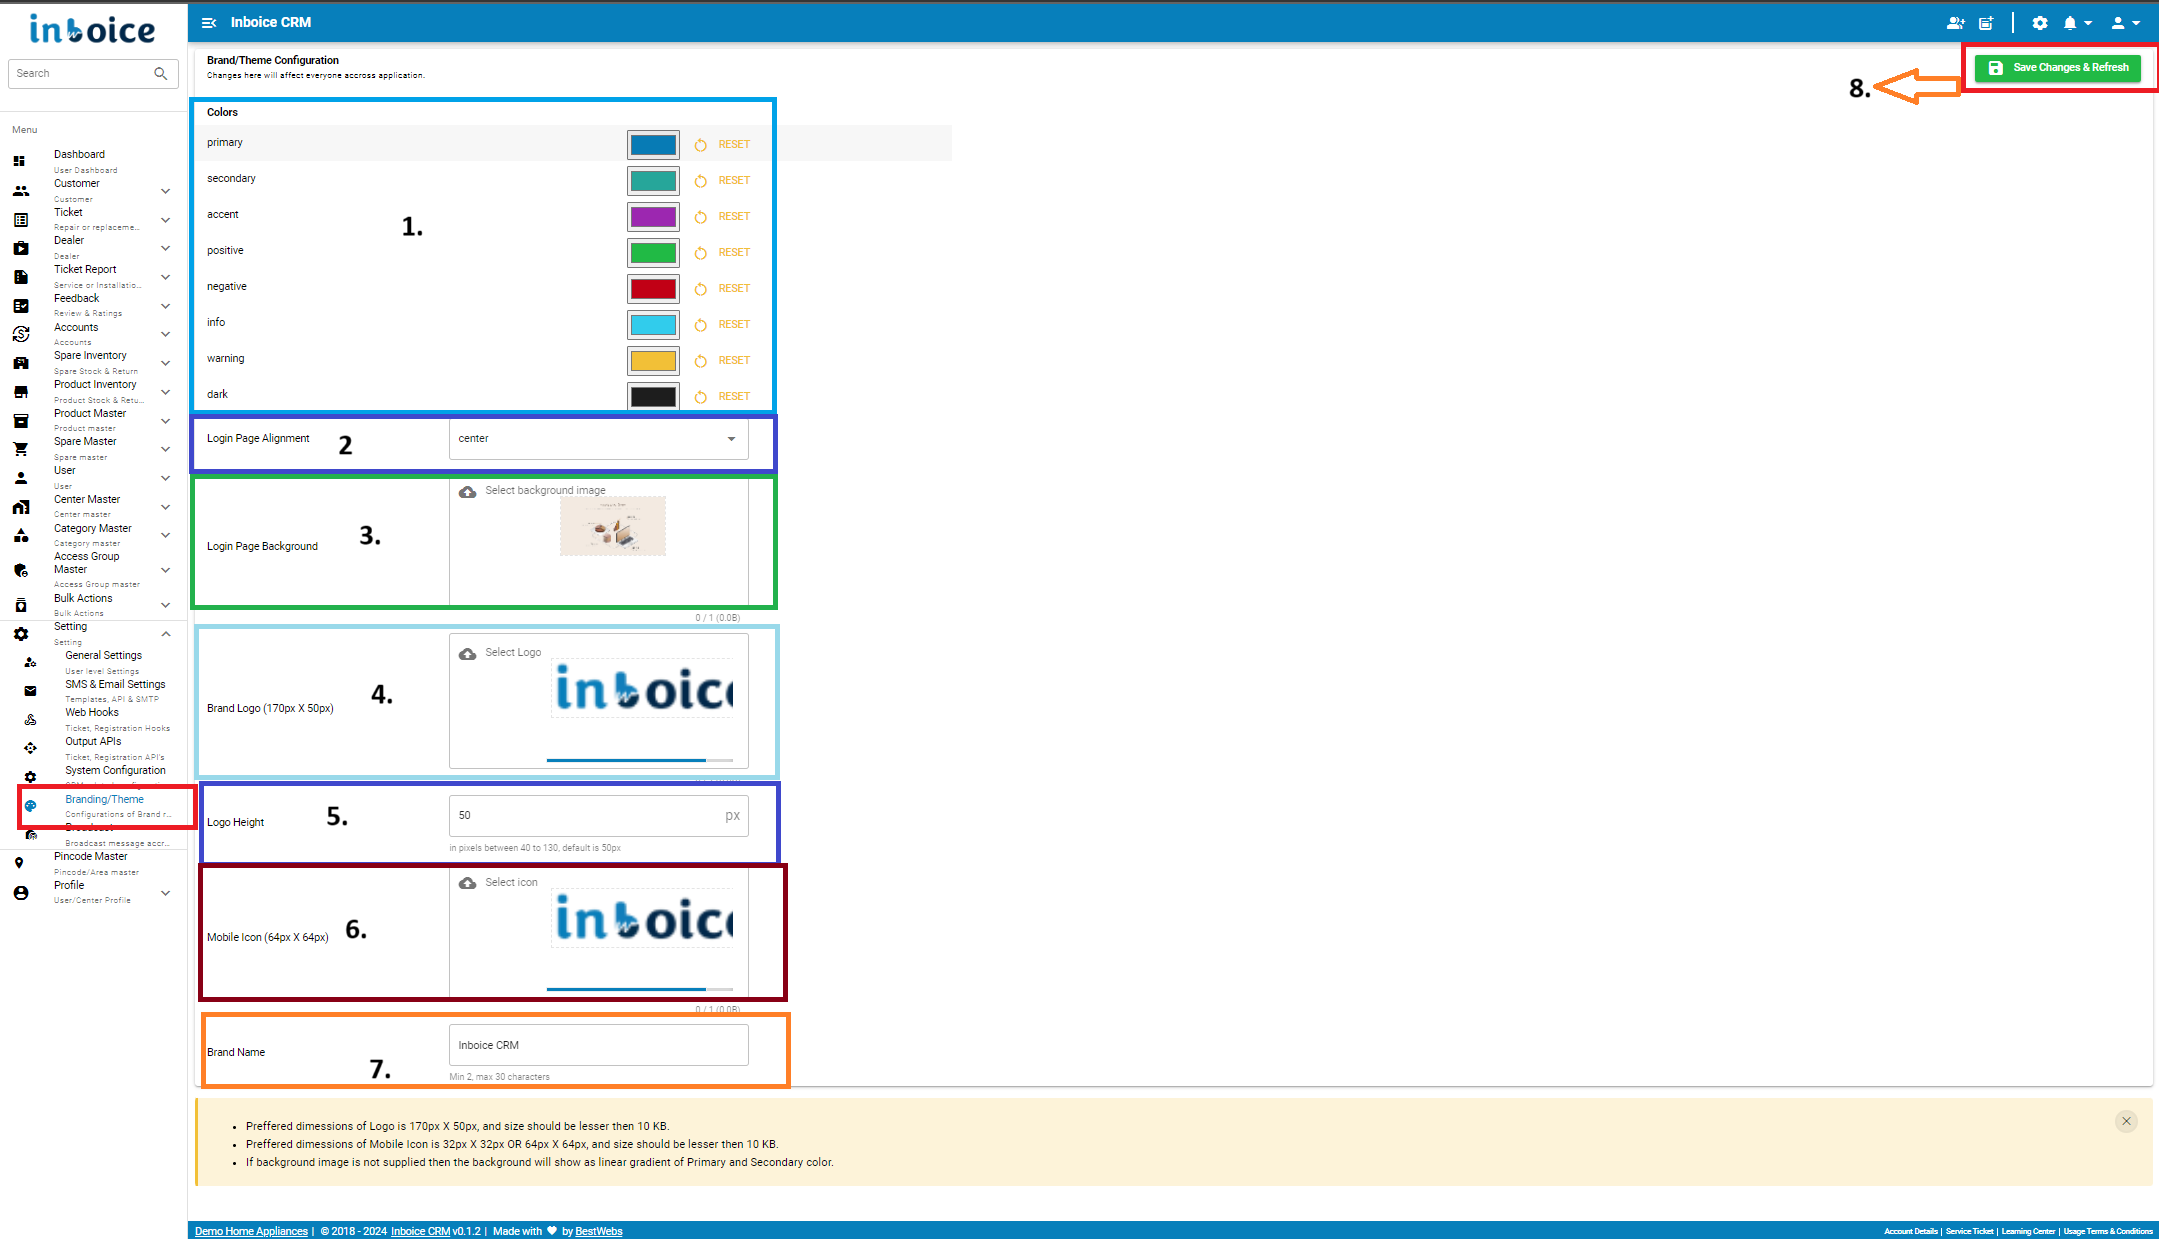 inboice
Inboice CRM
Search
Menu
Dashboard
User Dashboard
Customer
Customer
Ticket
Repair or replaceme...
Dealer
Dealer
Ticket Report
Service or Installatio...
Feedback
Review & Ratings
Accounts
Accounts
Spare Inventory
Spare Stock & Return
Product Inventory
Product Stock & Retu...
Product Master
Product master
Spare Master
Spare master
User
User
Center Master
Center master
Category Master
Category master
Access Group
Master
Access Group master
Bulk Actions
Bulk Actions
Setting
Setting
General Settings
User level Settings
SMS & Email Settings
Templates, API & SMTP
Web Hooks
Ticket, Registration Hooks
Output APIs
Ticket, Registration API's
System Configuration
Branding/Theme
Configurations of Brand r...
Broadcast
Broadcast message accr...
Pincode Master
Pincode/Area master
Profile
User/Center Profile
Brand/Theme Configuration
Changes here will affect everyone accross application.
Save Changes & Refresh
8.
Colors
primary RESET
secondary RESET
accent RESET
1.
positive RESET
negative RESET
info RESET
warning RESET
dark RESET
Login Page Alignment 2 center
Select background image
Login Page Background 3.
0 / 1 (0.0B)
Select Logo
inboice
Brand Logo (170px X 50px) 4.
Logo Height 5. 50 px
in pixels between 40 to 130, default is 50px
Select icon
inboice
Mobile Icon (64px X 64px) 6.
0 / 1 (0.0B)
Brand Name 7. Inboice CRM
Min 2, max 30 characters
Preffered dimessions of Logo is 170px X 50px, and size should be lesser then 10 KB.
Preffered dimessions of Mobile Icon is 32px X 32px OR 64px X 64px, and size should be lesser then 10 KB.
If background image is not supplied then the background will show as linear gradient of Primary and Secondary color.
Demo Home Appliances | © 2018 - 2024 Inboice CRM v0.1.2 | Made with ♥ by BestWebs
Account Details | Service Ticket | Learning Center | Usage Terms & Conditions